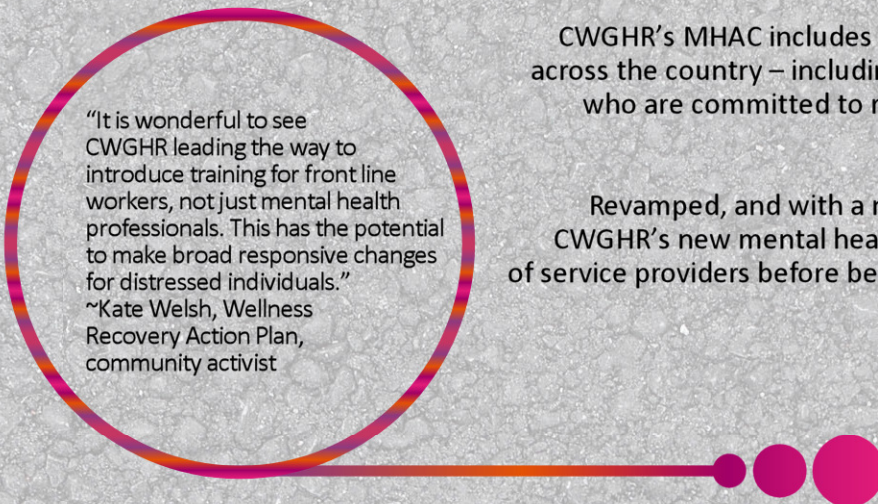 “It is wonderful to see
CWGHR leading the way to
introduce training for front line
workers, not just mental health
professionals. This has the potential
to make broad responsive changes
for distressed individuals.”
~Kate Welsh, Wellness
Recovery Action Plan,
community activist
CWGHR’s MHAC includes
across the country – includin
who are committed to
Revamped, and with a
CWGHR’s new mental hea
of service providers before be